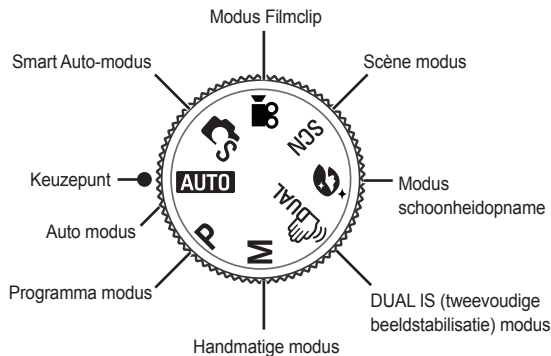 Modus Filmclip
Smart Auto-modus
Scène modus
SCN
S
Keuzepunt
AUTO
Modus
schoonheidopname
DUAL
Auto modus
P
M
Programma modus
DUAL IS (tweevoudige
beeldstabilisatie) modus
Handmatige modus